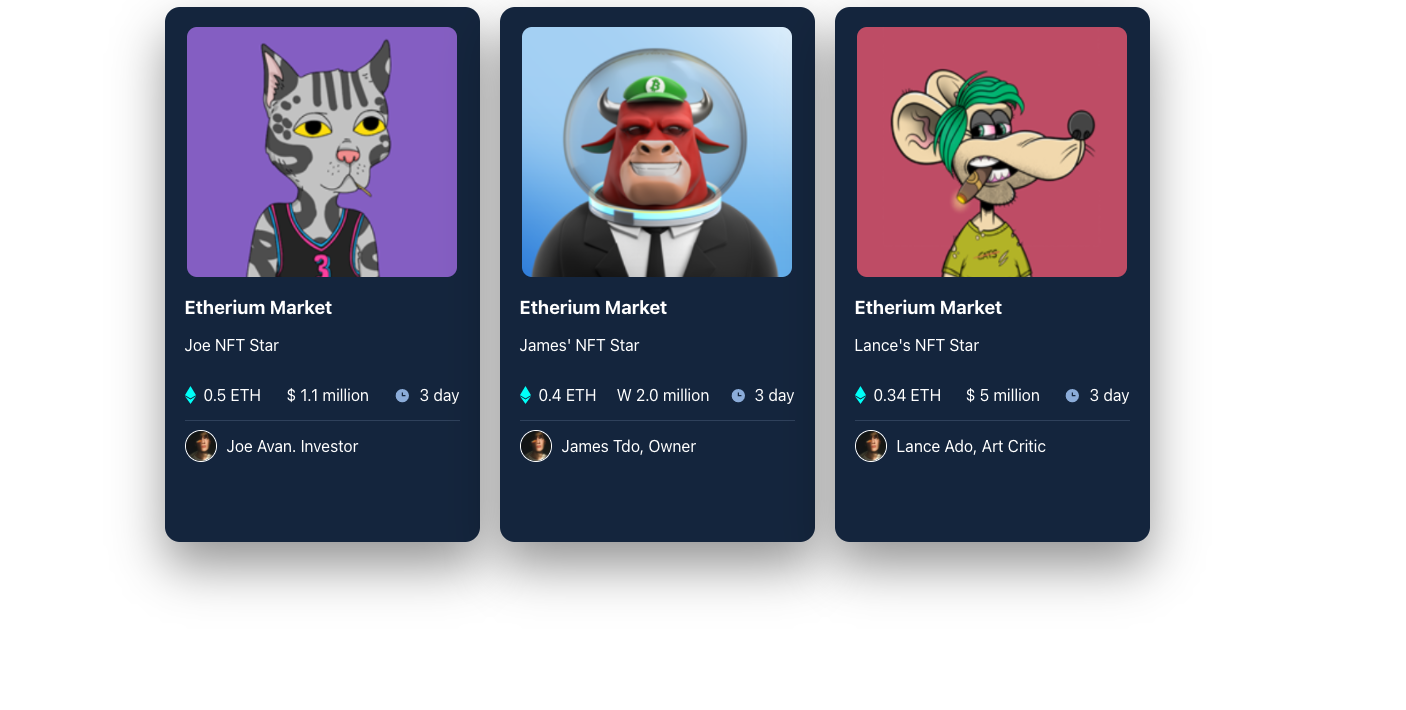 3
CATS
Etherium Market
Joe NFT Star
0.5 ETH $ 1.1 million 3 day
Joe Avan. Investor
Etherium Market
James' NFT Star
0.4 ETH W 2.0 million 3 day
James Tdo, Owner
Etherium Market
Lance's NFT Star
0.34 ETH $ 5 million 3 day
Lance Ado, Art Critic